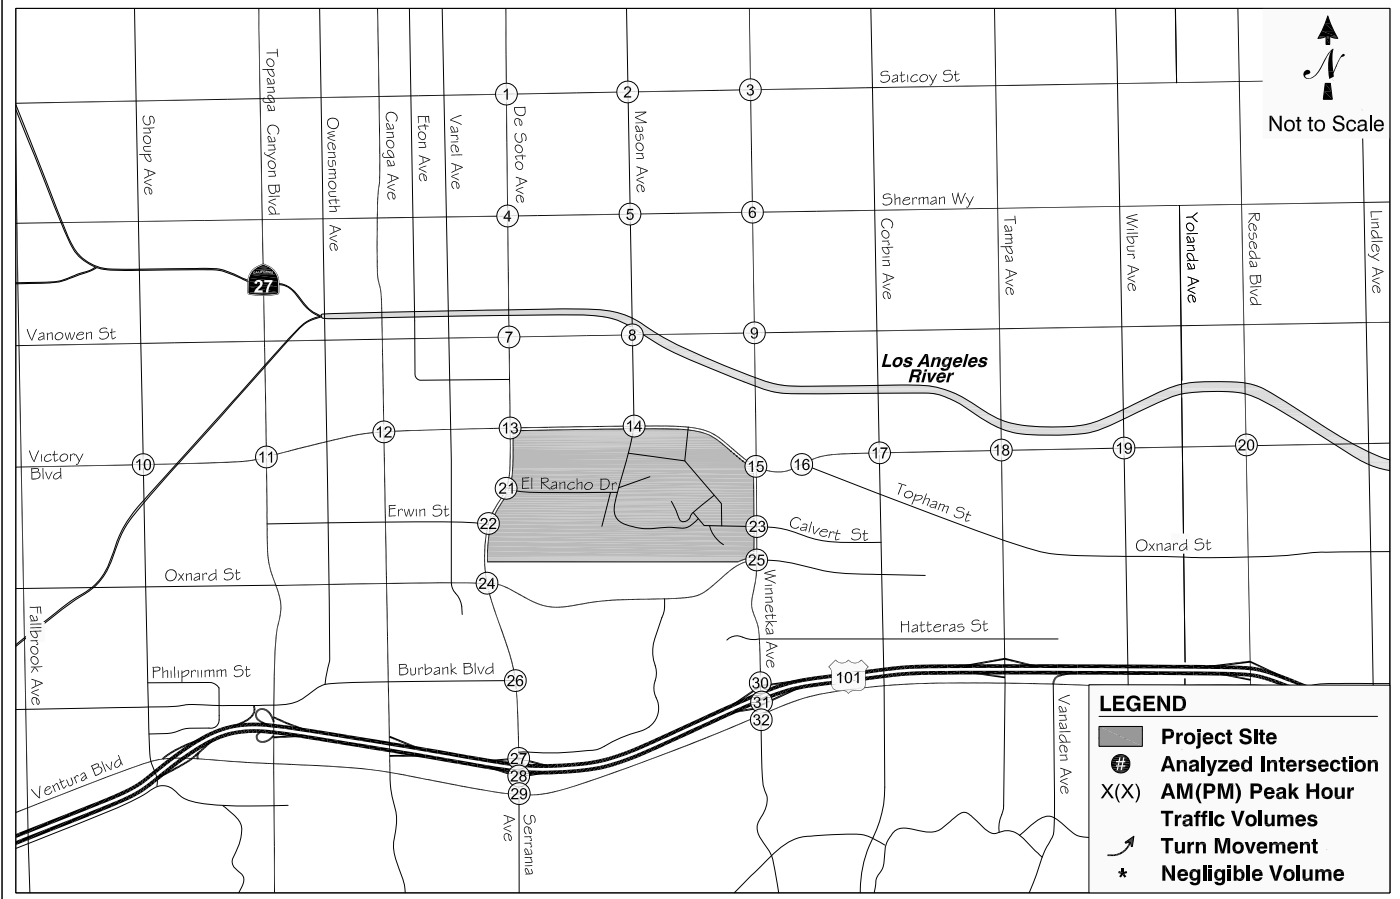 Saticoy St
N
Not to Scale
Topanga Canyon Blvd
Shoup Ave
Owensmouth Ave
Canoga Ave
Eton Ave
Variel Ave
De Soto Ave
Mason Ave
1
2
3
Sherman Wy
4
5
6
Corbin Ave
Tampa Ave
Wilbur Ave
Yolanda Ave
Reseda Blvd
Lindley Ave
CALIFORNIA
27
Vanowen St
7
8
9
Los Angeles
River
Victory
Blvd
10
11
12
13
14
15
16
17
18
19
20
21
El Rancho Dr
Topham St
Erwin St
22
23
Calvert St
Oxnard St
25
Oxnard St
24
Fallbrook Ave
Winnetka Ave
Hatteras St
Philiprimm St
Burbank Blvd
26
30
101
31
32
Ventura Blvd
27
28
29
Serrania
Ave
Vanalden Ave
LEGEND
Project Site
# Analyzed Intersection
X(X) AM(PM) Peak Hour
Traffic Volumes
Turn Movement
* Negligible Volume